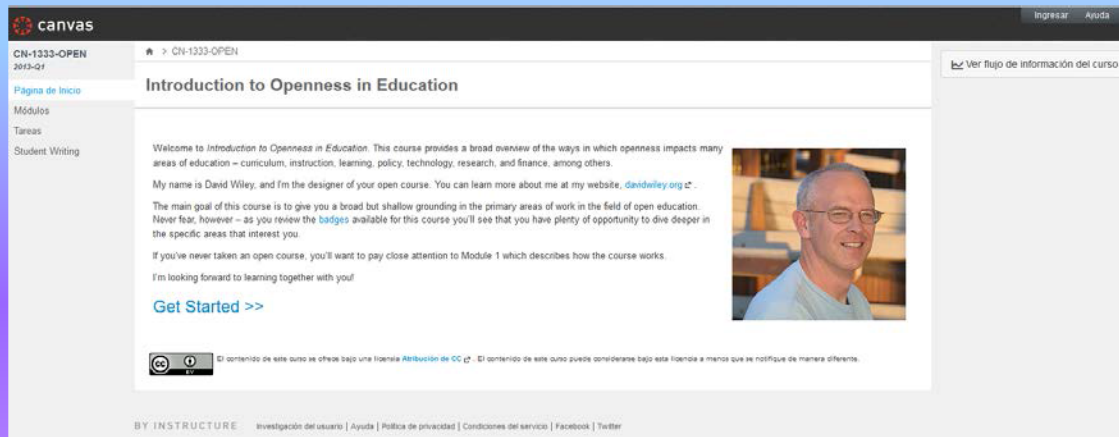 canvas
Ingresar Ayuda
CN-1333-OPEN
2013-Q1
Página de Inicio
Módulos
Tareas
Student Writing
> CN-1333-OPEN
Introduction to Openness in Education
Welcome to Introduction to Openness in Education. This course provides a broad overview of the ways in which openness impacts many
areas of education – curriculum, instruction, learning, policy, technology, research, and finance, among others.
My name is David Wiley, and I'm the designer of your open course. You can learn more about me at my website, davidwiley.org .
The main goal of this course is to give you a broad but shallow grounding in the primary areas of work in the field of open education.
Never fear, however – as you review the badges available for this course you'll see that you have plenty of opportunity to dive deeper in
the specific areas that interest you.
If you've never taken an open course, you'll want to pay close attention to Module 1 which describes how the course works.
I'm looking forward to learning together with you!
Get Started >>
cc BY
El contenido de este curso se ofrece bajo una licencia Atribución de CC . El contenido de este curso puede considerarse bajo esta licencia a menos que se notifique de manera diferente.
Ver flujo de información del curso
BY INSTRUCTURE Investigación del usuario | Ayuda | Política de privacidad | Condiciones del servicio | Facebook | Twitter